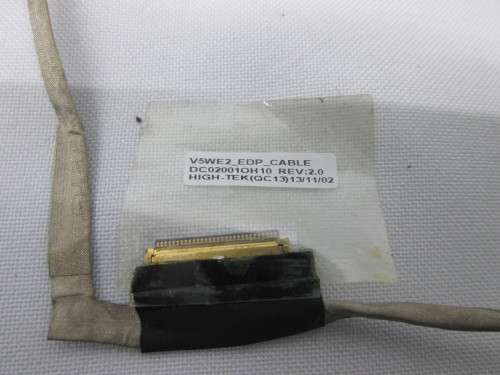 V5WE2_EDP_CABLE
DC02001OH10 REV:2.0
HIGH-TEK(QC13)13/11/02